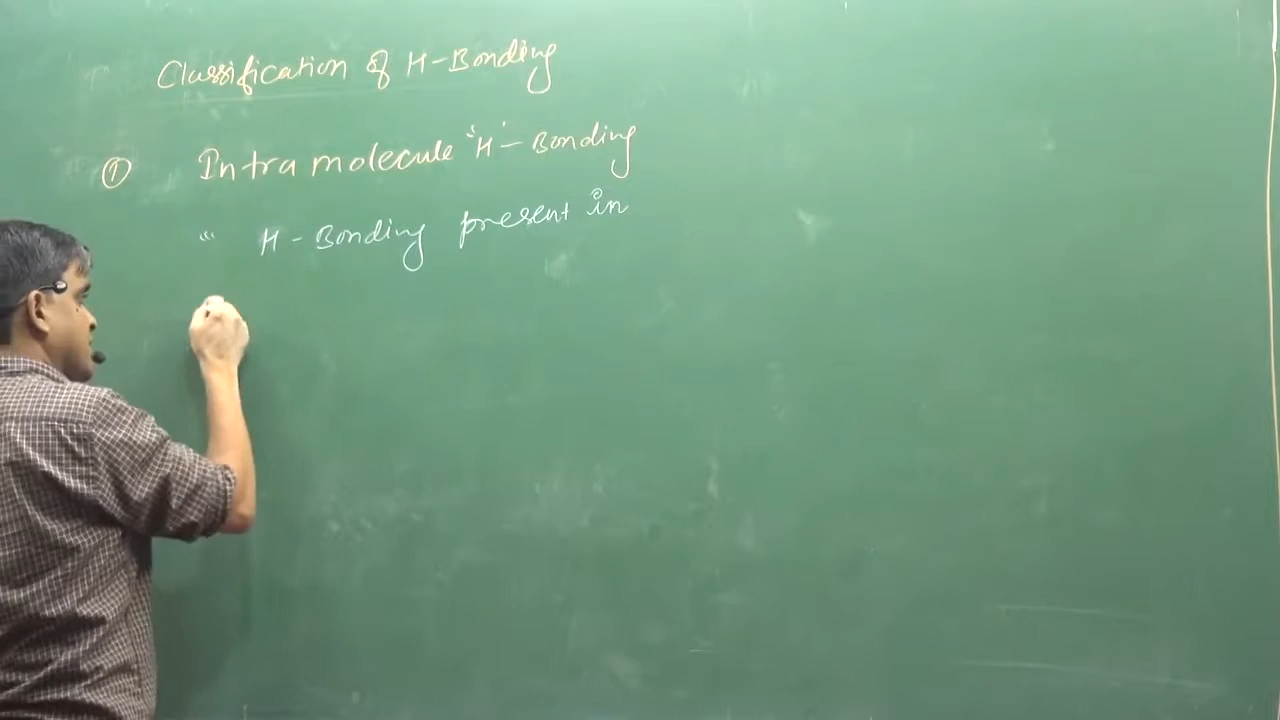 Classification of H-Bonding
① Intra molecule "H"- Bonding
" H-Bonding present in